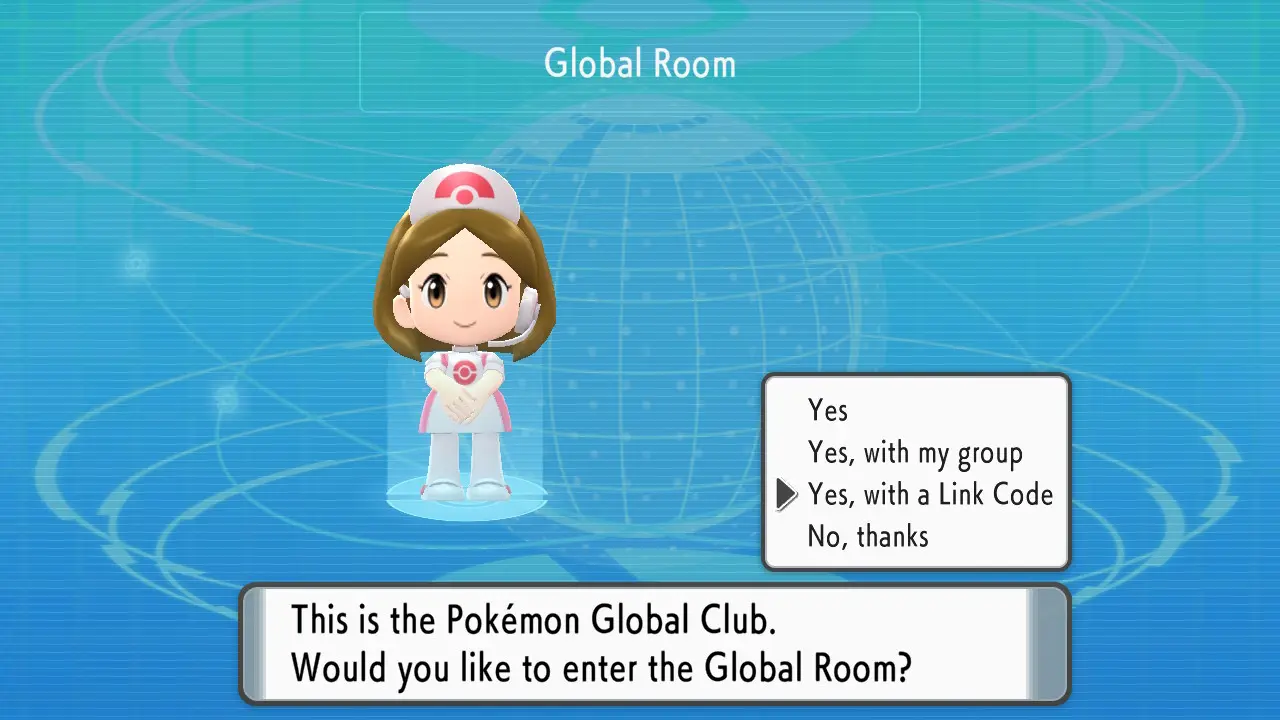 Global Room
Yes
Yes, with my group
Yes, with a Link Code
No, thanks
This is the Pokémon Global Club.
Would you like to enter the Global Room?